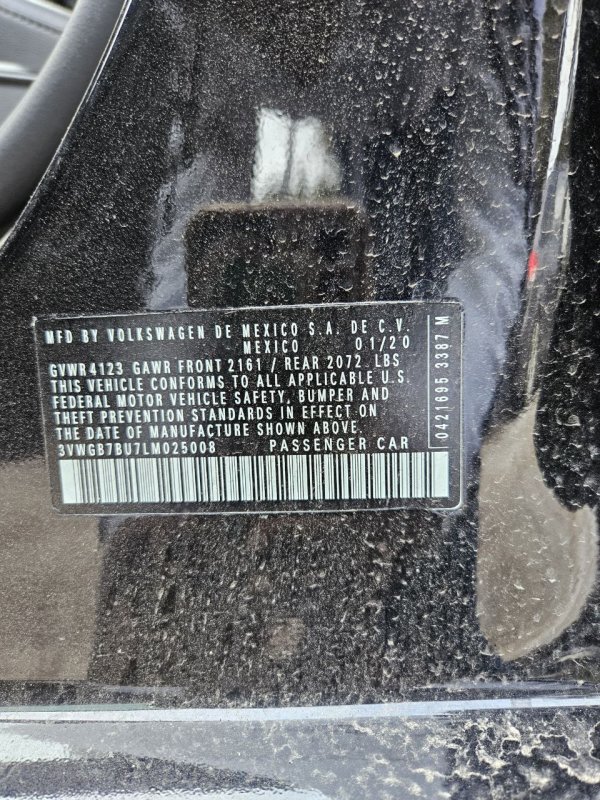 MFD BY VOLKSWAGEN DE MEXICO S.A. DE C.V.
MEXICO 01/20
GVWR 4123 GAWR FRONT 2161 / REAR 2072 LBS
THIS VEHICLE CONFORMS TO ALL APPLICABLE U.S.
FEDERAL MOTOR VEHICLE SAFETY, BUMPER AND
THEFT PREVENTION STANDARDS IN EFFECT ON
THE DATE OF MANUFACTURE SHOWN ABOVE.
3VWGB7BU7LM025008 PASSENGER CAR
0421695 3387 M